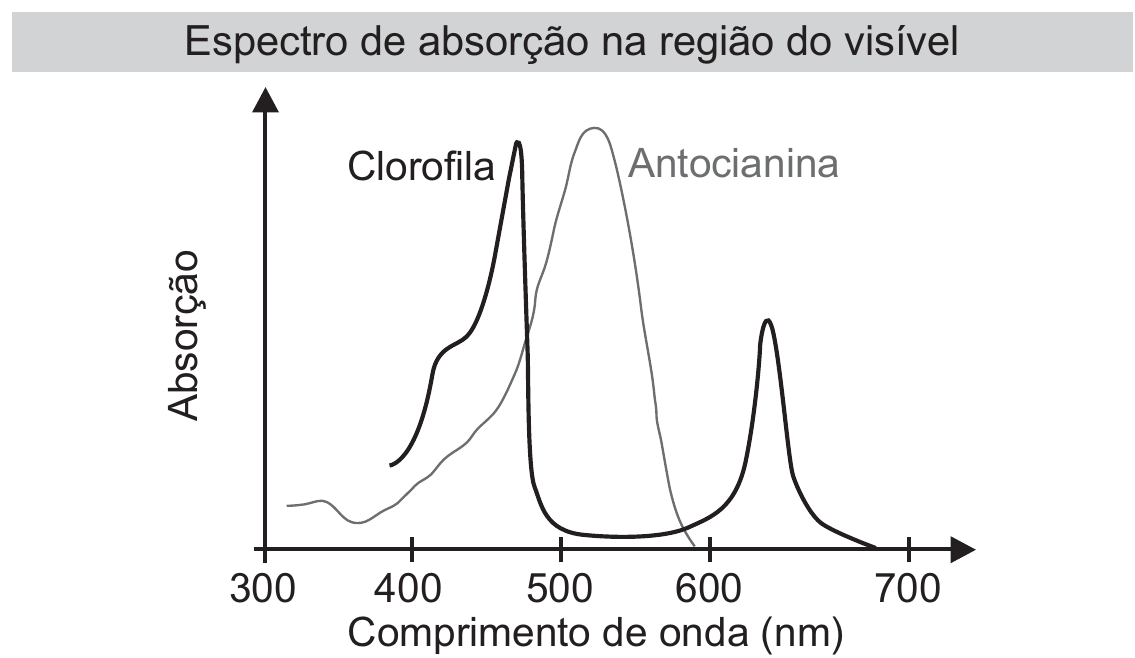 Espectro de absorção na região do visível
Clorofila
Antocianina
Absorção
300 400 500 600 700
Comprimento de onda (nm)